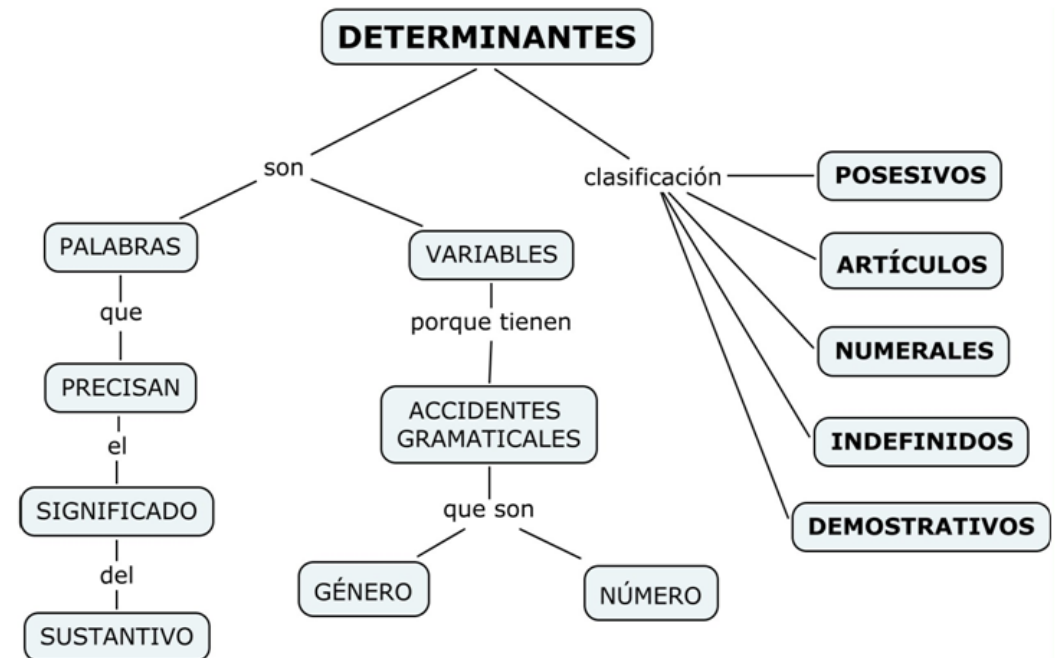 DETERMINANTES
son
PALABRAS
que
PRECISAN
el
SIGNIFICADO
del
SUSTANTIVO
VARIABLES
porque tienen
ACCIDENTES
GRAMATICALES
que son
GÉNERO
NÚMERO
clasificación
POSESIVOS
ARTÍCULOS
NUMERALES
INDEFINIDOS
DEMOSTRATIVOS